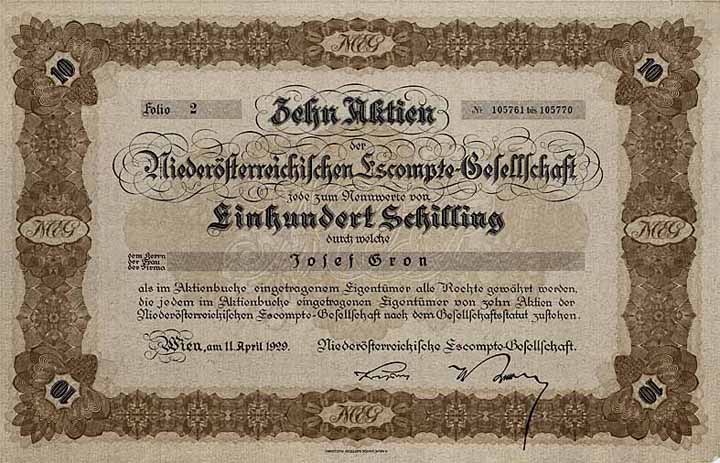 NEG
10
10
Folio 2
Zehn Aktien
№ 105761 bis 105770
der
Niederösterreichischen Escompte-Gesellschaft
jede zum Nennwerte von
Einhundert Schilling
durch welche
NEG
NEG
dem Herrn
der Frau
der Firma
Josef Gron
als im Aktienbuche eingetragenem Eigentümer alle Rechte gewährt werden,
die jedem im Aktienbuche eingetragenen Eigentümer von zehn Aktien der
Niederösterreichischen Escompte-Gesellschaft nach dem Gesellschaftsstatut zustehen.
Wien, am 11. April 1929.
Niederösterreichische Escompte-Gesellschaft.
10
10
NEG